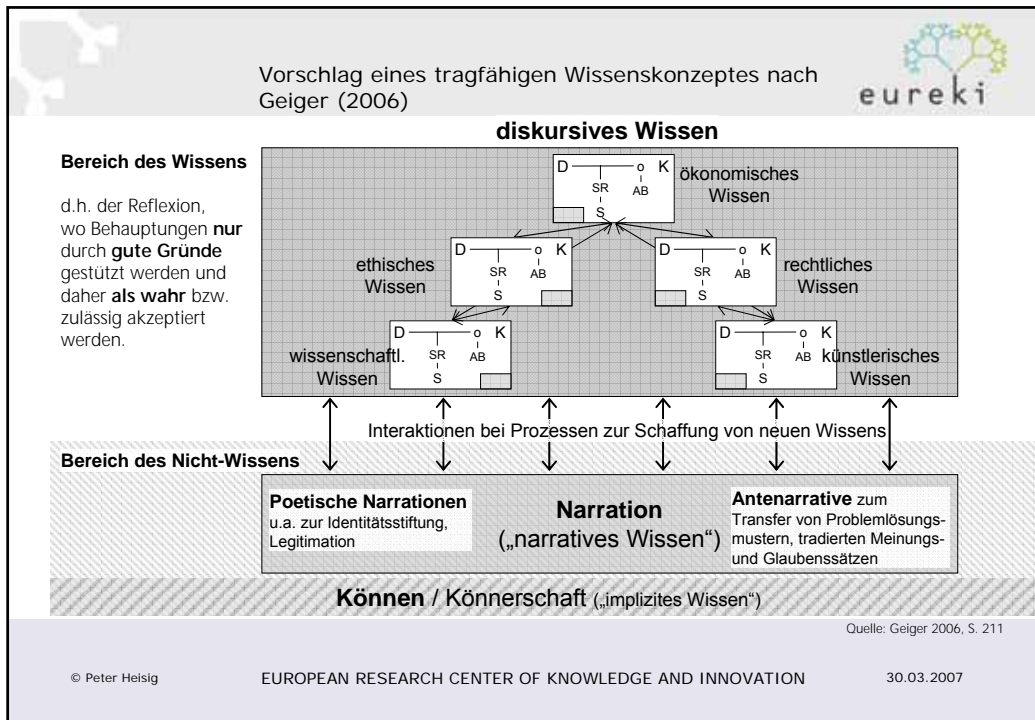 Vorschlag eines tragfähigen Wissenskonzeptes nach
Geiger (2006)
eureki
diskursives Wissen
Bereich des Wissens
d.h. der Reflexion,
wo Behauptungen nur
durch gute Gründe
gestützt werden und
daher als wahr bzw.
zulässig akzeptiert
werden.
D o K
SR AB
S
ökonomisches
Wissen
ethisches
Wissen
D o K
SR AB
S
D o K
SR AB
S
rechtliches
Wissen
wissenschaftl.
Wissen
D o K
SR AB
S
D o K
SR AB
S
künstlerisches
Wissen
Interaktionen bei Prozessen zur Schaffung von neuen Wissens
Bereich des Nicht-Wissens
Poetische Narrationen
u.a. zur Identitätsstiftung,
Legitimation
Narration
(„narratives Wissen“)
Antenarrative zum
Transfer von Problemlösungs-
mustern, tradierten Meinungs-
und Glaubenssätzen
Können / Könnerschaft („implizites Wissen“)
Quelle: Geiger 2006, S. 211
© Peter Heisig EUROPEAN RESEARCH CENTER OF KNOWLEDGE AND INNOVATION 30.03.2007